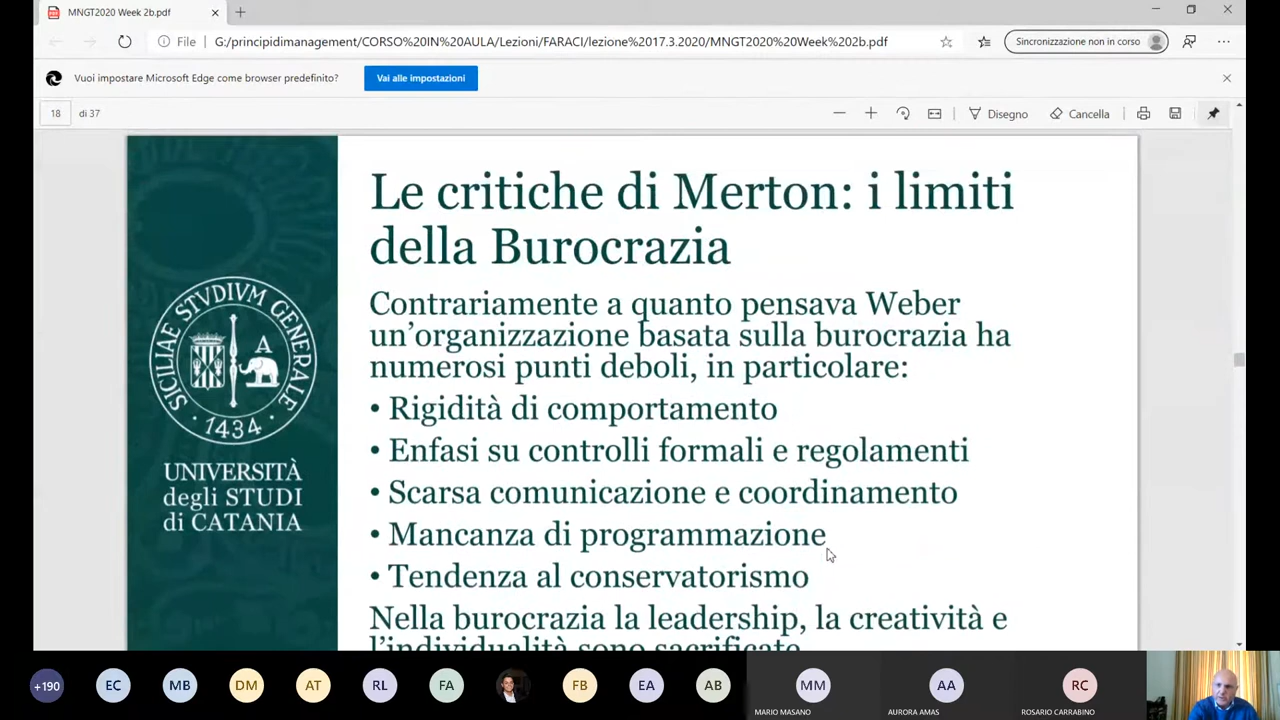 MNGT2020 Week 2b.pdf
File
G:/principidimanagement/CORSO%20IN%20AULA/Lezioni/FARACI/lezione%2017.3.2020/MNGT2020%20Week%202b.pdf
Sincronizzazione non in corso
Vuoi impostare Microsoft Edge come browser predefinito?
Vai alle impostazioni
18 di 37
Disegno
Cancella
SICILIAE STVDIVM GENERALE
A
· 1434 ·
UNIVERSITÀ
degli STUDI
di CATANIA
Le critiche di Merton: i limiti
della Burocrazia
Contrariamente a quanto pensava Weber
un’organizzazione basata sulla burocrazia ha
numerosi punti deboli, in particolare:
• Rigidità di comportamento
• Enfasi su controlli formali e regolamenti
• Scarsa comunicazione e coordinamento
• Mancanza di programmazione
• Tendenza al conservatorismo
Nella burocrazia la leadership, la creatività e
l’individualità sono sacrificate
+190
EC
MB
DM
AT
RL
FA
FB
EA
AB
MM
AA
RC
MARIO MASANO
AURORA AMAS
ROSARIO CARRABINO